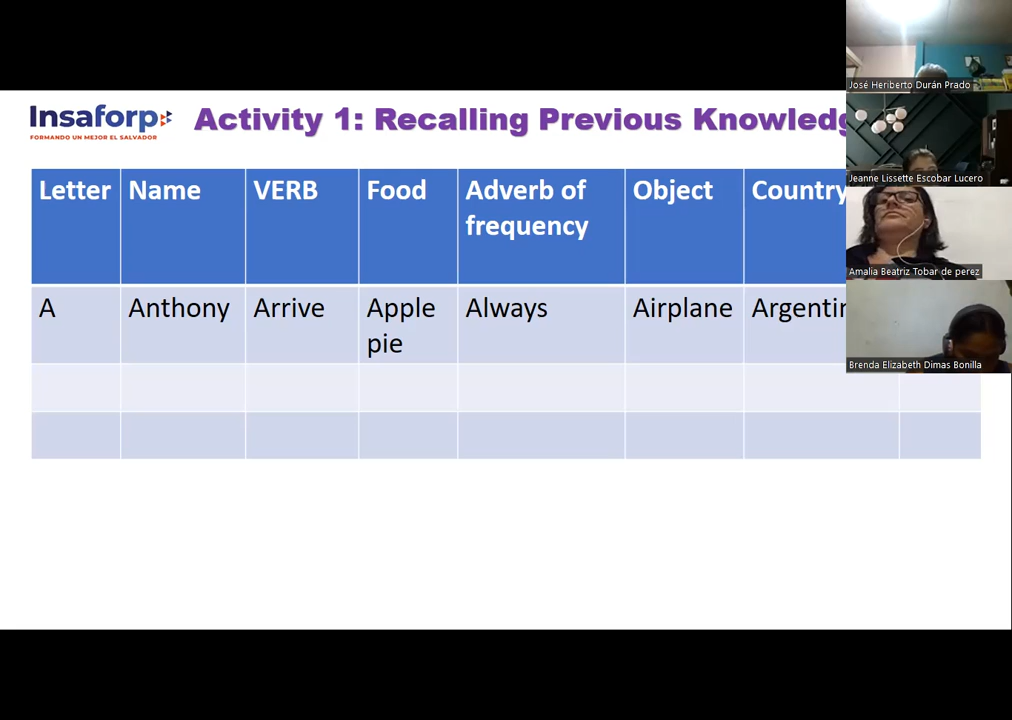 Insaforp
FORMANDO UN MEJOR EL SALVADOR
Activity 1: Recalling Previous
Letter Name VERB Food Adverb of frequency Object Country
A Anthony Arrive Apple pie Always Airplane
José Heriberto Durán Prado
Jeanne Lissette Escobar Lucero
Amalia Beatriz Tobar de perez
Brenda Elizabeth Dimas Bonilla